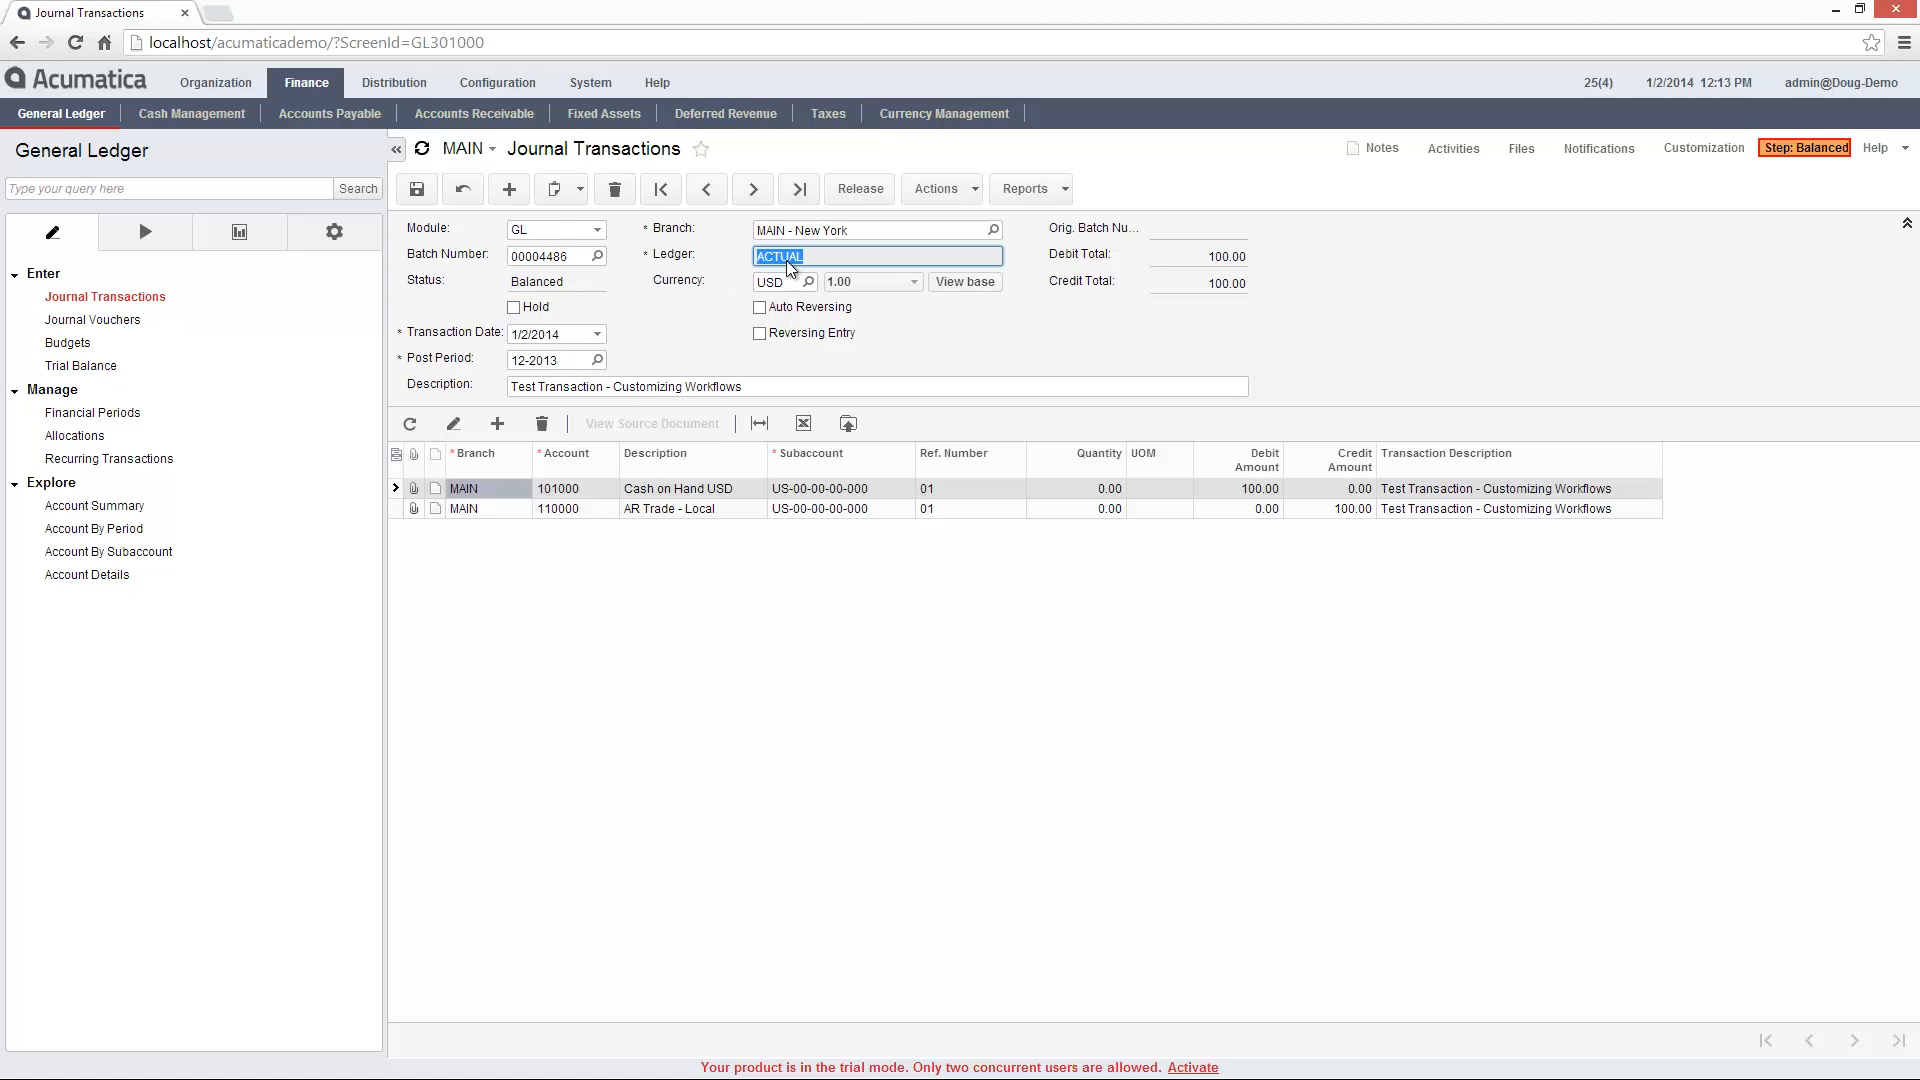 Journal Transactions
localhost/acumaticademo/?ScreenId=GL301000
Acumatica Organization Finance Distribution Configuration System Help 25(4) 1/2/2014 12:13 PM admin@Doug-Demo
General Ledger Cash Management Accounts Payable Accounts Receivable Fixed Assets Deferred Revenue Taxes Currency Management
General Ledger
Type your query here Search
Enter
Journal Transactions
Journal Vouchers
Budgets
Trial Balance
Manage
Financial Periods
Allocations
Recurring Transactions
Explore
Account Summary
Account By Period
Account By Subaccount
Account Details
MAIN Journal Transactions Notes Activities Files Notifications Customization Step: Balanced Help
Release Actions Reports
Module: GL * Branch: MAIN - New York Orig. Batch Nu...
Batch Number: 00004486 * Ledger: ACTUAL Debit Total: 100.00
Status: Balanced Currency: USD 1.00 View base Credit Total: 100.00
Hold Auto Reversing
* Transaction Date: 1/2/2014 Reversing Entry
* Post Period: 12-2013
Description: Test Transaction - Customizing Workflows
View Source Document
* Branch * Account Description * Subaccount Ref. Number Quantity UOM Debit Amount Credit Amount Transaction Description
MAIN 101000 Cash on Hand USD US-00-00-00-000 01 0.00 100.00 0.00 Test Transaction - Customizing Workflows
MAIN 110000 AR Trade - Local US-00-00-00-000 01 0.00 0.00 100.00 Test Transaction - Customizing Workflows
Your product is in the trial mode. Only two concurrent users are allowed. Activate